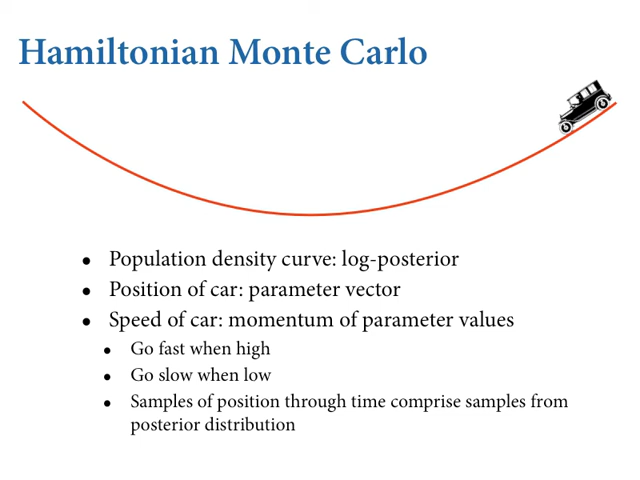 Hamiltonian Monte Carlo
• Population density curve: log-posterior
• Position of car: parameter vector
• Speed of car: momentum of parameter values
• Go fast when high
• Go slow when low
• Samples of position through time comprise samples from
posterior distribution